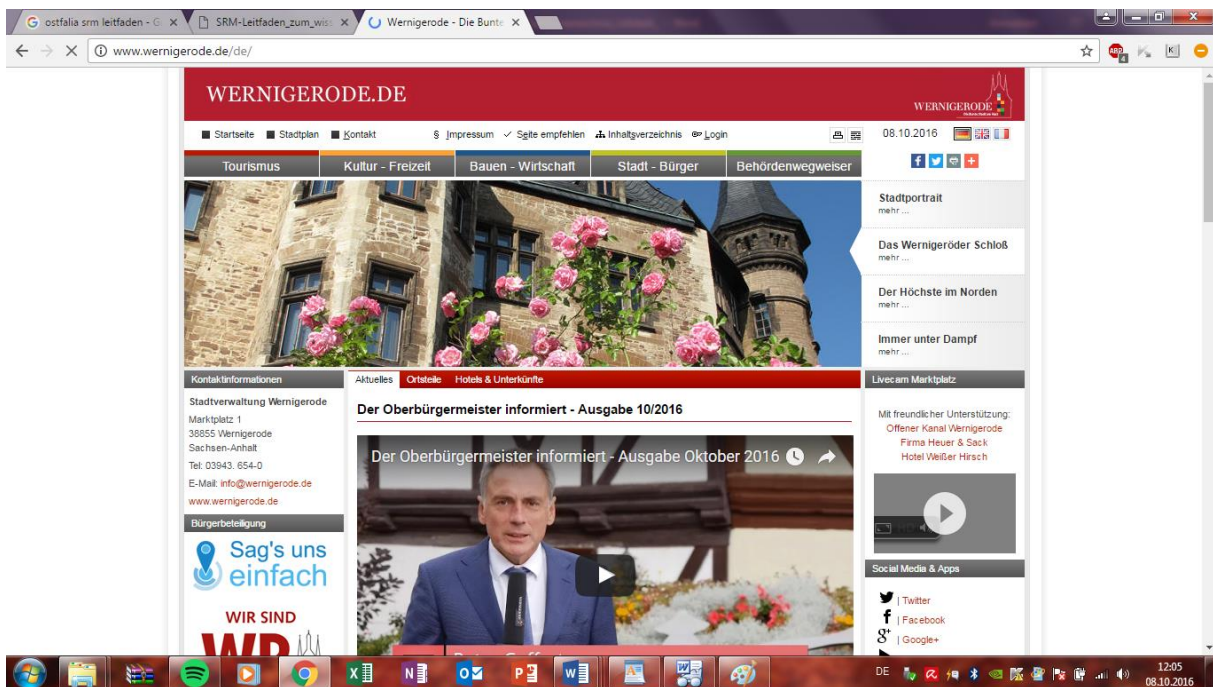 ostfalia srm leitfaden - G
SRM-Leitfaden_zum_wiss
Wernigerode - Die Bunte
www.wernigerode.de/de/
ABP
4
K
WERNIGERODE.DE
WERNIGERODE
Startseite Stadtplan Kontakt § Impressum Seite empfehlen Inhaltsverzeichnis Login
08.10.2016
Tourismus Kultur - Freizeit Bauen - Wirtschaft Stadt - Bürger Behördenwegweiser
Stadtportrait
mehr ...
Das Wernigeröder Schloß
mehr ...
Der Höchste im Norden
mehr ...
Immer unter Dampf
mehr ...
Kontaktinformationen
Stadtverwaltung Wernigerode
Marktplatz 1
38855 Wernigerode
Sachsen-Anhalt
Tel: 03943. 654-0
E-Mail: info@wernigerode.de
www.wernigerode.de
Bürgerbeteiligung
Sag's uns
einfach
WIR SIND
WR
Aktuelles Ortsteile Hotels & Unterkünfte
Der Oberbürgermeister informiert - Ausgabe 10/2016
Der Oberbürgermeister informiert - Ausgabe Oktober 2016
Livecam Marktplatz
Mit freundlicher Unterstützung:
Offener Kanal Wernigerode
Firma Heuer & Sack
Hotel Weißer Hirsch
Social Media & Apps
| Twitter
| Facebook
| Google+
DE
12:05
08.10.2016